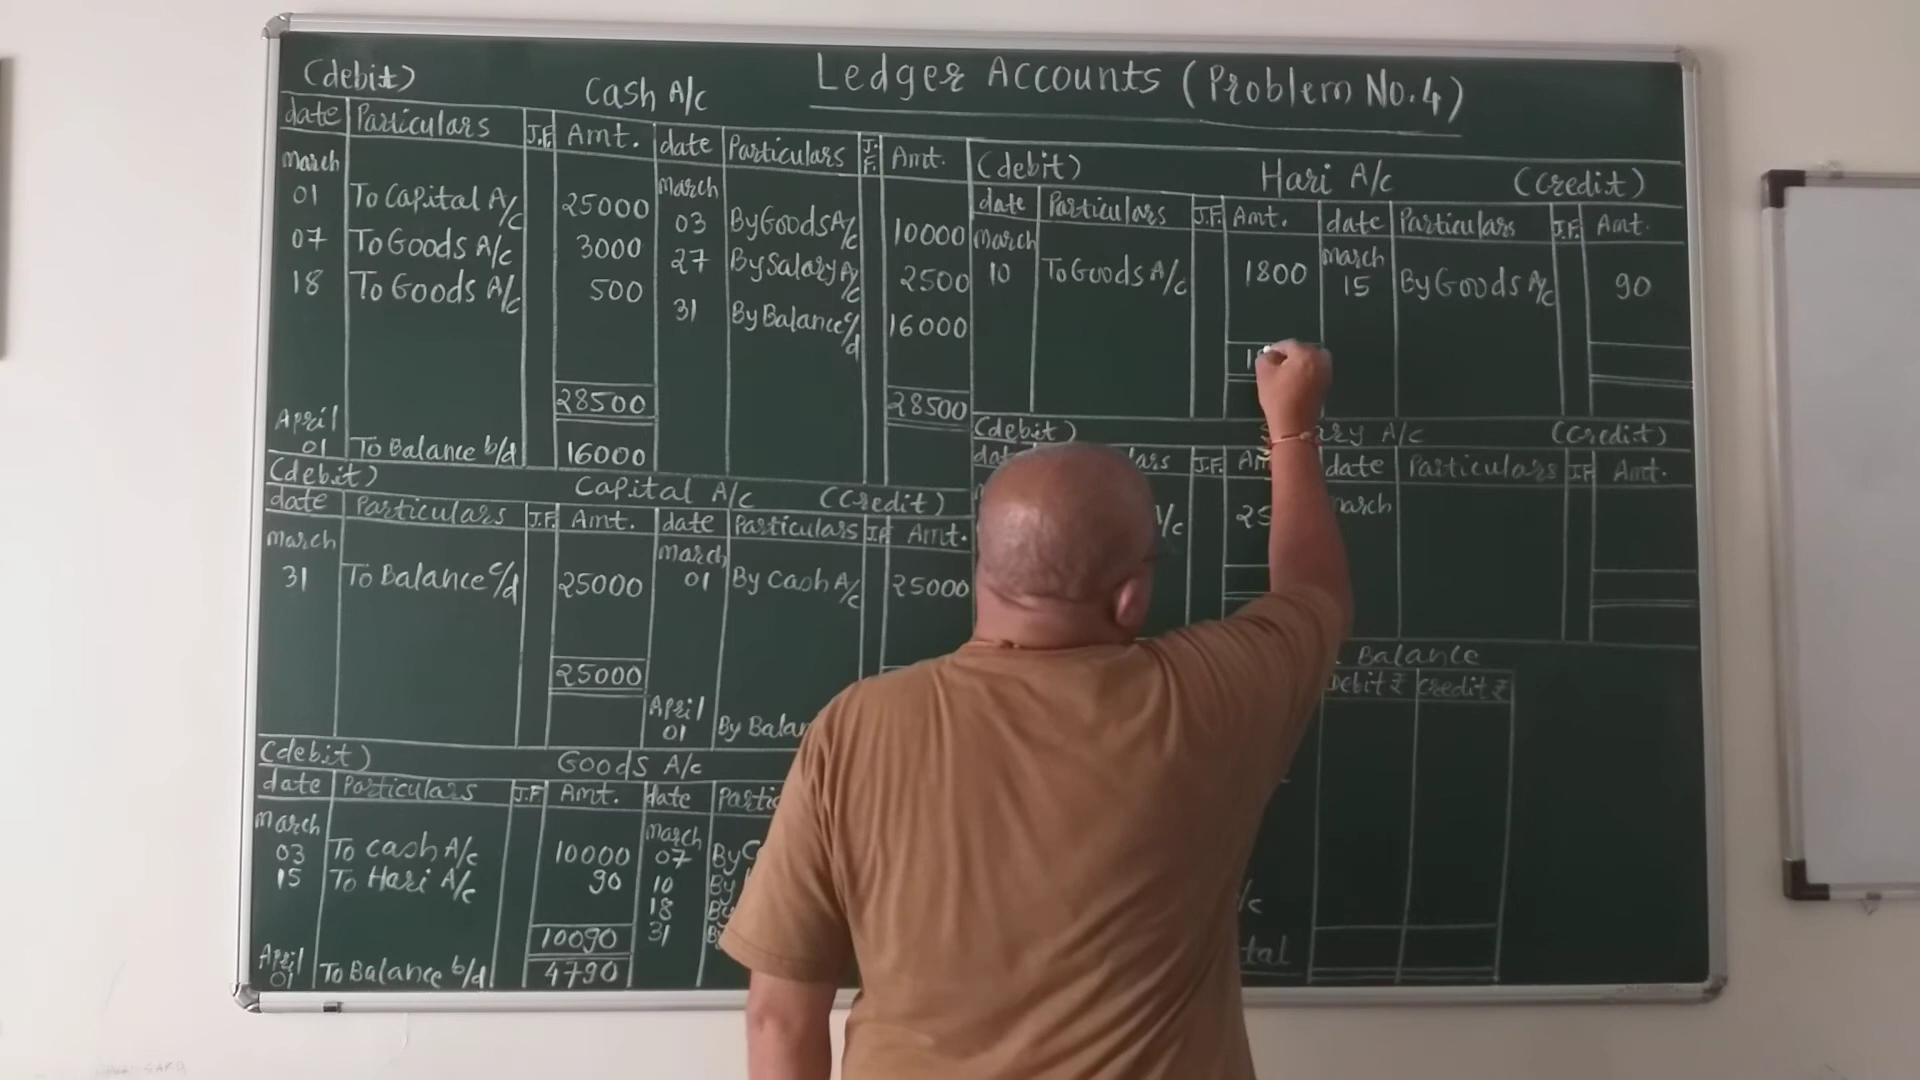 Ledger Accounts (Problem No.4)
(debit) Cash A/c
date Particulars J.F. Amt. date Particulars J.F. Amt.
March March
01 To Capital A/c 25000 03 By Goods A/c 10000
07 To Goods A/c 3000 27 By Salary A/c 2500
18 To Goods A/c 500 31 By Balance c/d 16000
28500 28500
April
01 To Balance b/d 16000
(debit) Capital A/c (Credit)
date Particulars J.F. Amt. date Particulars J.F. Amt.
March March
31 To Balance c/d 25000 01 By Cash A/c 25000
25000
April
01 By
(debit) Goods A/c
date Particulars J.F. Amt. date
March March
03 To Cash A/c 10000 07 By
15 To Hari A/c 90 10 By
18 By
10090 31
April
01 To Balance b/d 4790
(debit) Hari A/c (Credit)
date Particulars J.F. Amt. date Particulars J.F. Amt.
March March
10 To Goods A/c 1800 15 By Goods A/c 90
(debit) A/c (Credit)
J.F. date Particulars J.F. Amt.
March
Balance
Debit ₹ Credit ₹